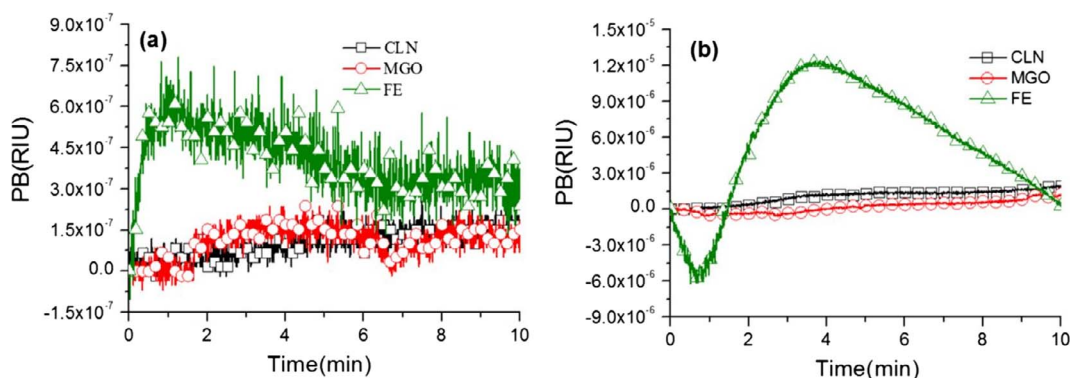 (a)
CLN
MGO
FE
9.0x10⁻⁷
7.5x10⁻⁷
6.0x10⁻⁷
4.5x10⁻⁷
3.0x10⁻⁷
1.5x10⁻⁷
0.0
-1.5x10⁻⁷
PB(RIU)
0 2 4 6 8 10
Time(min)
(b)
CLN
MGO
FE
1.5x10⁻⁵
1.2x10⁻⁵
9.0x10⁻⁶
6.0x10⁻⁶
3.0x10⁻⁶
0.0
-3.0x10⁻⁶
-6.0x10⁻⁶
-9.0x10⁻⁶
PB(RIU)
0 2 4 6 8 10
Time(min)